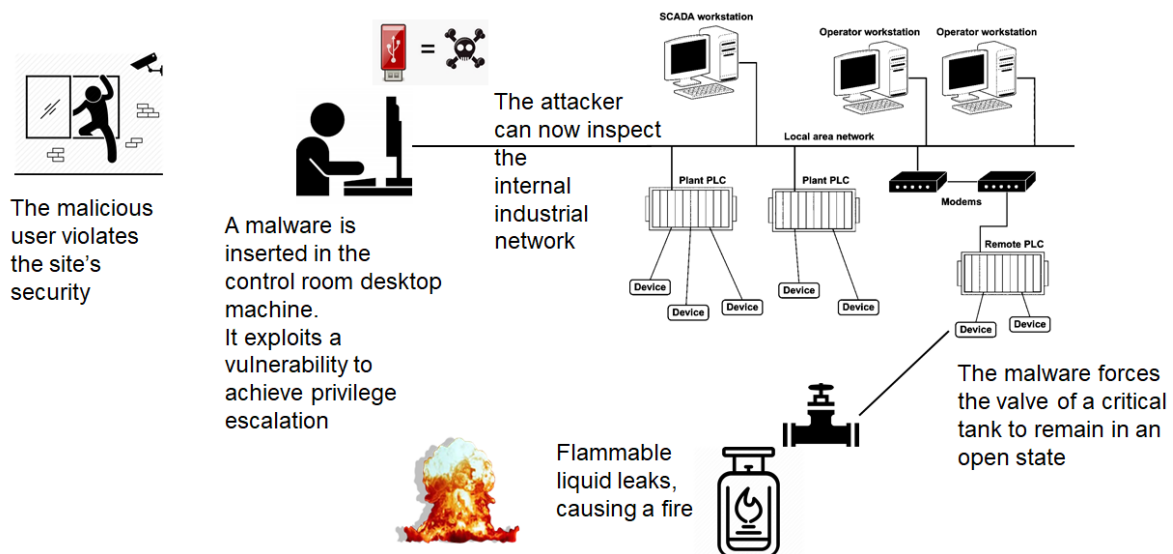 The malicious
user violates
the site's
security
=
A malware is
inserted in the
control room desktop
machine.
It exploits a
vulnerability to
achieve privilege
escalation
The attacker
can now inspect
the
internal
industrial
network
SCADA workstation
Operator workstation
Operator workstation
Local area network
Plant PLC
Plant PLC
Modems
Remote PLC
Device
Device
Device
Device
Device
Device
Device
The malware forces
the valve of a critical
tank to remain in an
open state
Flammable
liquid leaks,
causing a fire